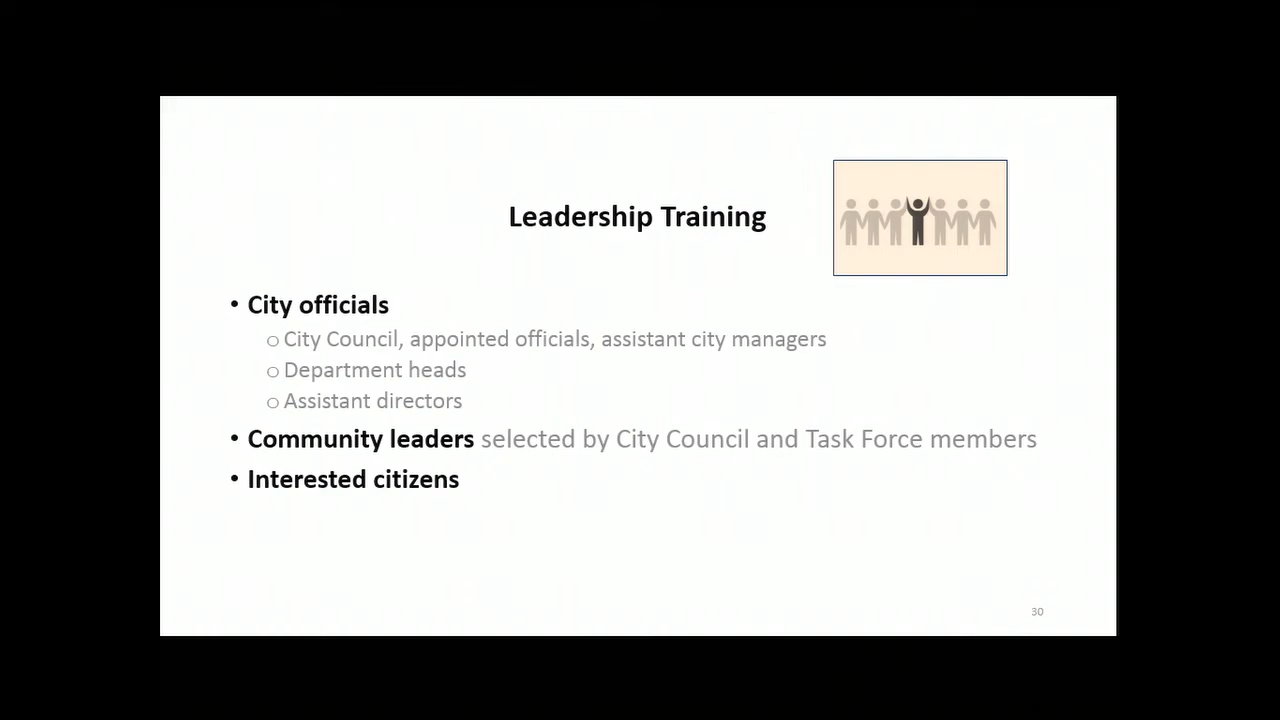 Leadership Training
• City officials
o City Council, appointed officials, assistant city managers
o Department heads
o Assistant directors
• Community leaders selected by City Council and Task Force members
• Interested citizens
30